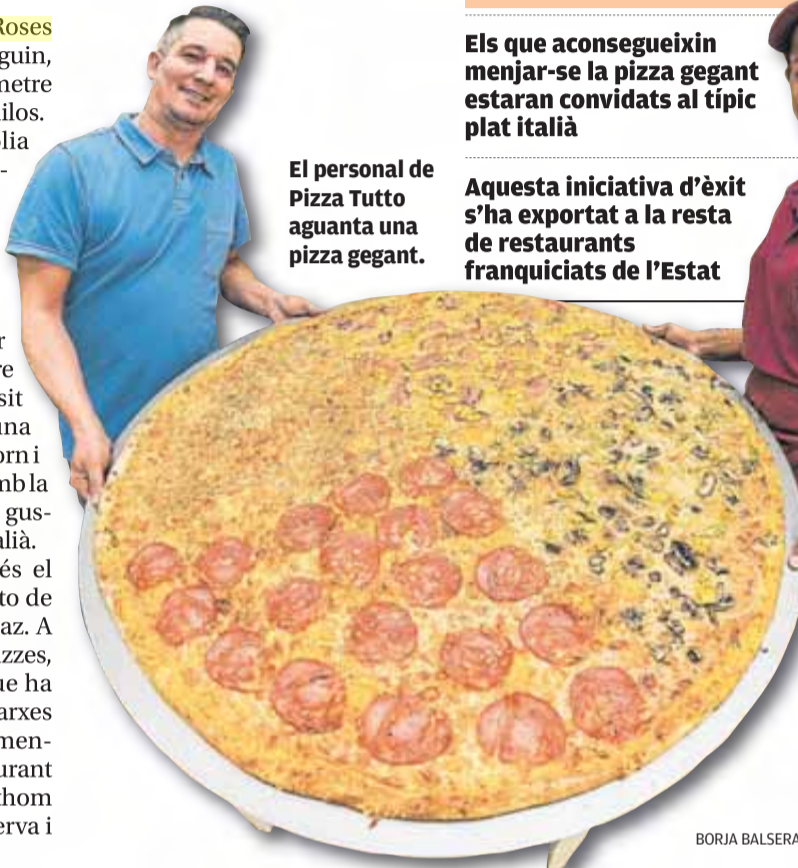 Roses
guin,
metre
ilos.
lia
-
r
re
sit
una
orn i
mb la
gus-
alià.
és el
to de
az. A
zzes,
ue ha
arxes
men-
urant
thom
erva i
El personal de
Pizza Tutto
aguanta una
pizza gegant.
Els que aconsegueixin
menjar-se la pizza gegant
estaran convidats al típic
plat italià
Aquesta iniciativa d’èxit
s’ha exportat a la resta
de restaurants
franquiciats de l’Estat
BORJA BALSERA